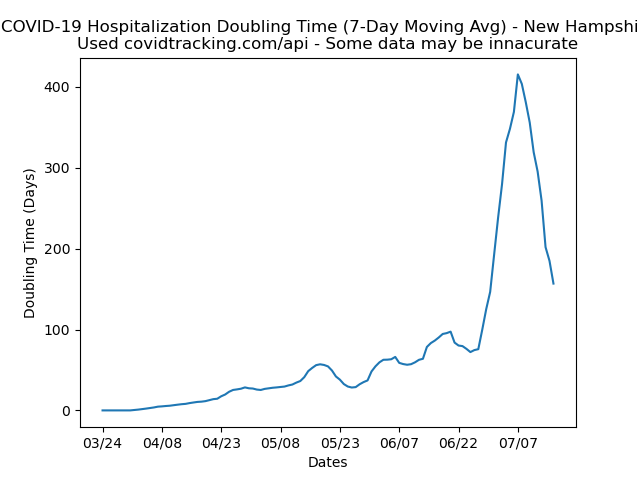 COVID-19 Hospitalization Doubling Time (7-Day Moving Avg) - New Hampshi
Used covidtracking.com/api - Some data may be innacurate
400
300
200
100
0
Doubling Time (Days)
03/24 04/08 04/23 05/08 05/23 06/07 06/22 07/07
Dates